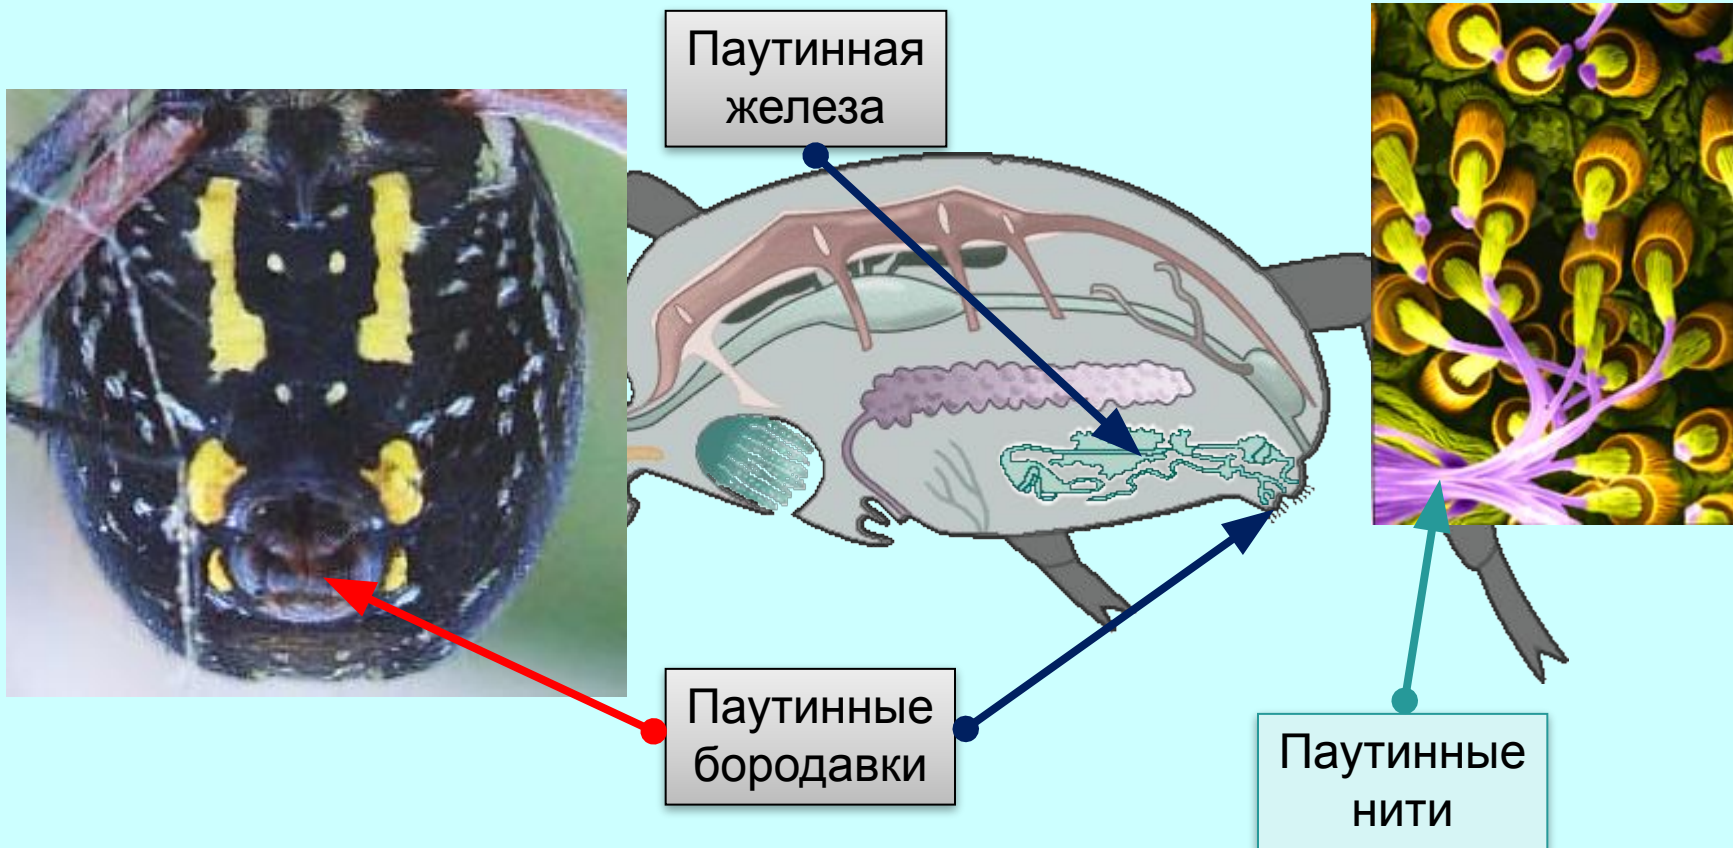 Паутинная
железа
Паутинные
бородавки
Паутинные
нити